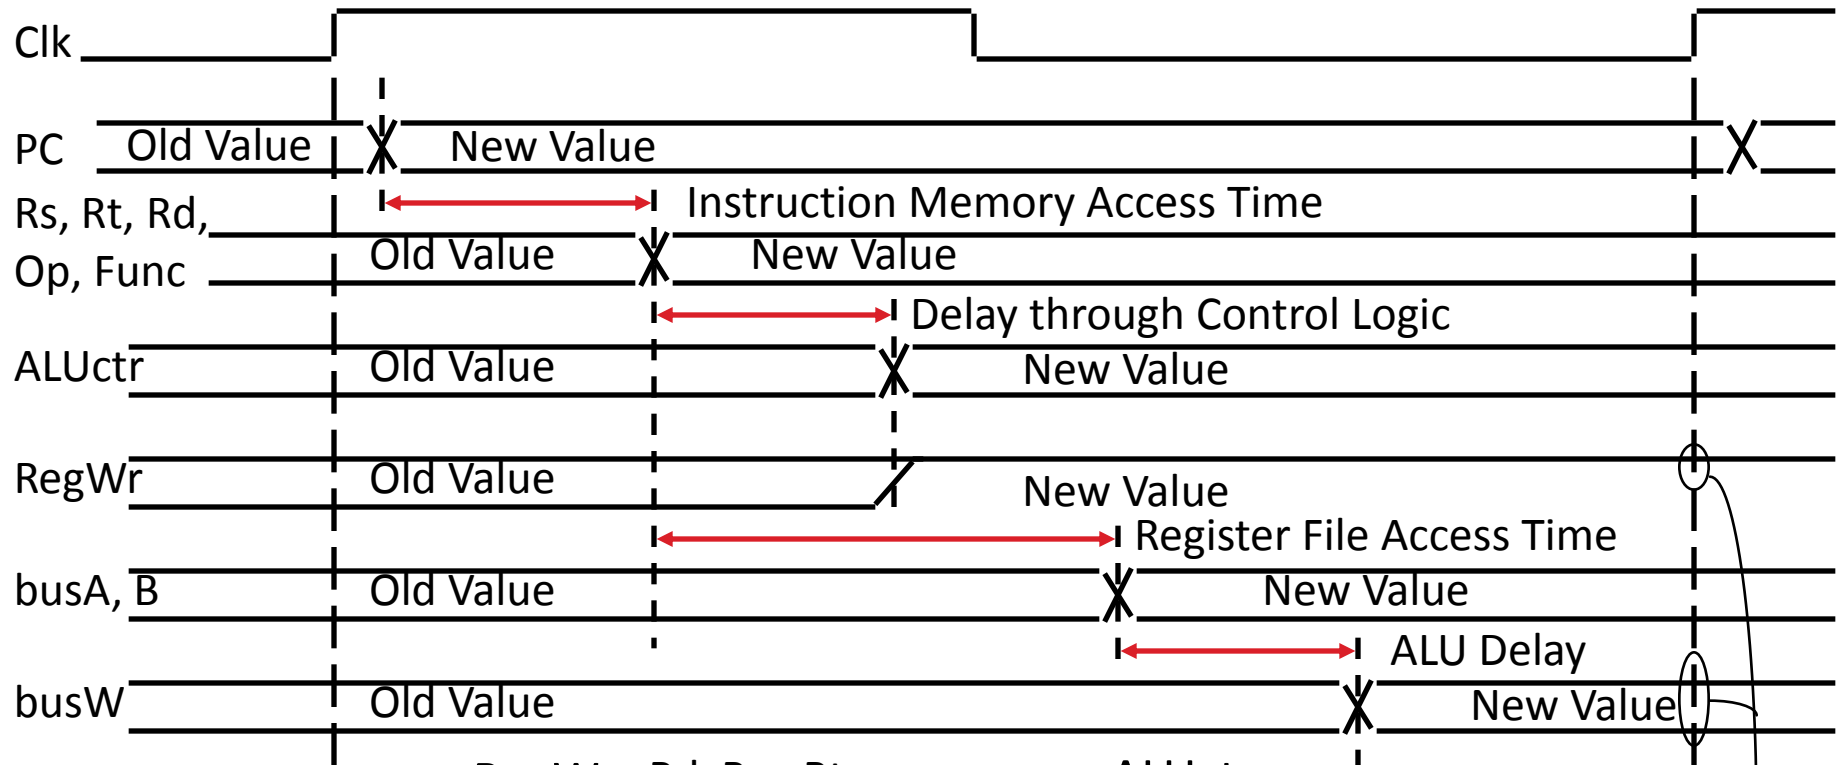 Clk
PC Old Value New Value
Rs, Rt, Rd, Instruction Memory Access Time
Op, Func Old Value New Value
Delay through Control Logic
ALUctr Old Value New Value
RegWr Old Value New Value
Register File Access Time
busA, B Old Value New Value
ALU Delay
busW Old Value New Value